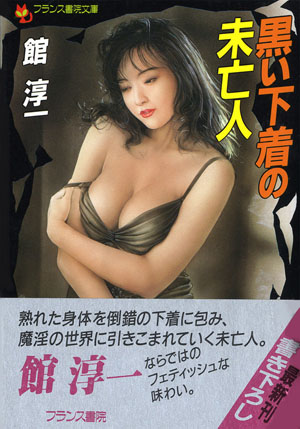 フランス書院文庫
黒い下着の
未亡人
館 淳一
熟れた身体を倒錯の下着に包み、
魔淫の世界に引きこまれていく未亡人。
館 淳一
ならではの
フェティッシュな
味わい。
フランス書院
最新刊
書き下ろし